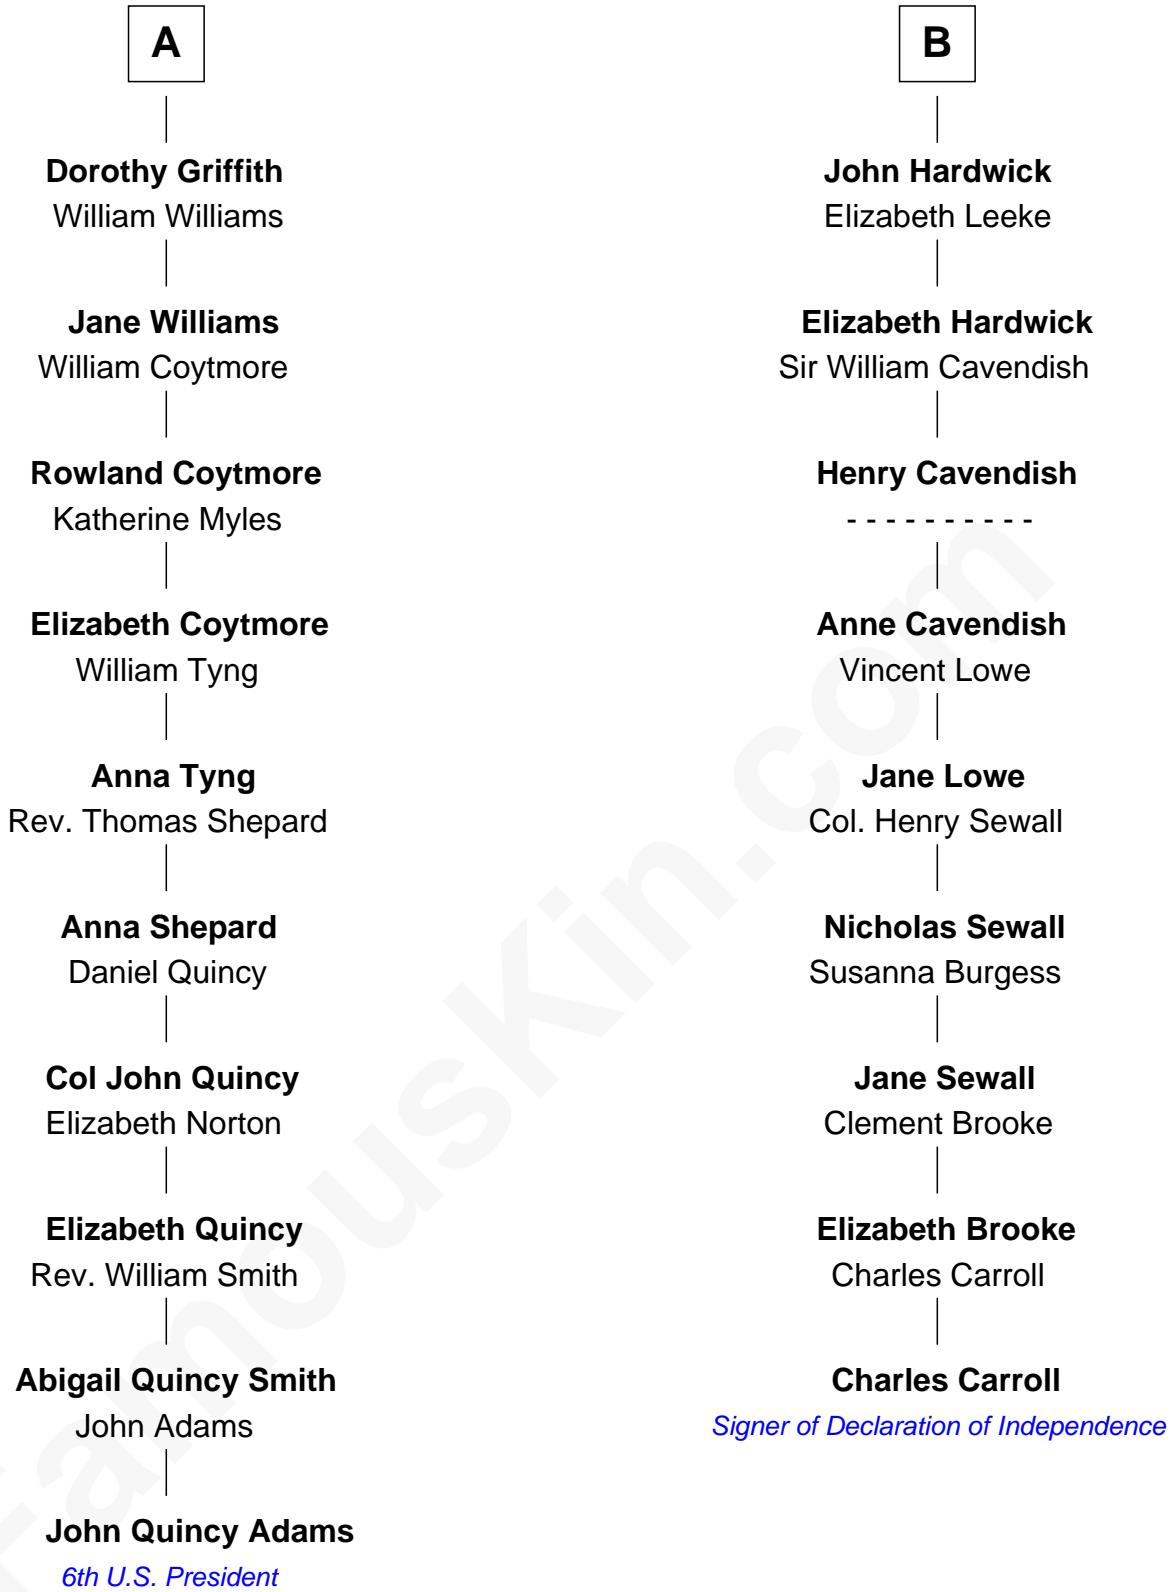 A
Dorothy Griffith
William Williams
Jane Williams
William Coytmore
Rowland Coytmore
Katherine Myles
Elizabeth Coytmore
William Tyng
Anna Tyng
Rev. Thomas Shepard
Anna Shepard
Daniel Quincy
Col John Quincy
Elizabeth Norton
Elizabeth Quincy
Rev. William Smith
Abigail Quincy Smith
John Adams
John Quincy Adams
6th U.S. President
B
John Hardwick
Elizabeth Leeke
Elizabeth Hardwick
Sir William Cavendish
Henry Cavendish
- - - - - - - - - -
Anne Cavendish
Vincent Lowe
Jane Lowe
Col. Henry Sewall
Nicholas Sewall
Susanna Burgess
Jane Sewall
Clement Brooke
Elizabeth Brooke
Charles Carroll
Charles Carroll
Signer of Declaration of Independence
FamousKin.com